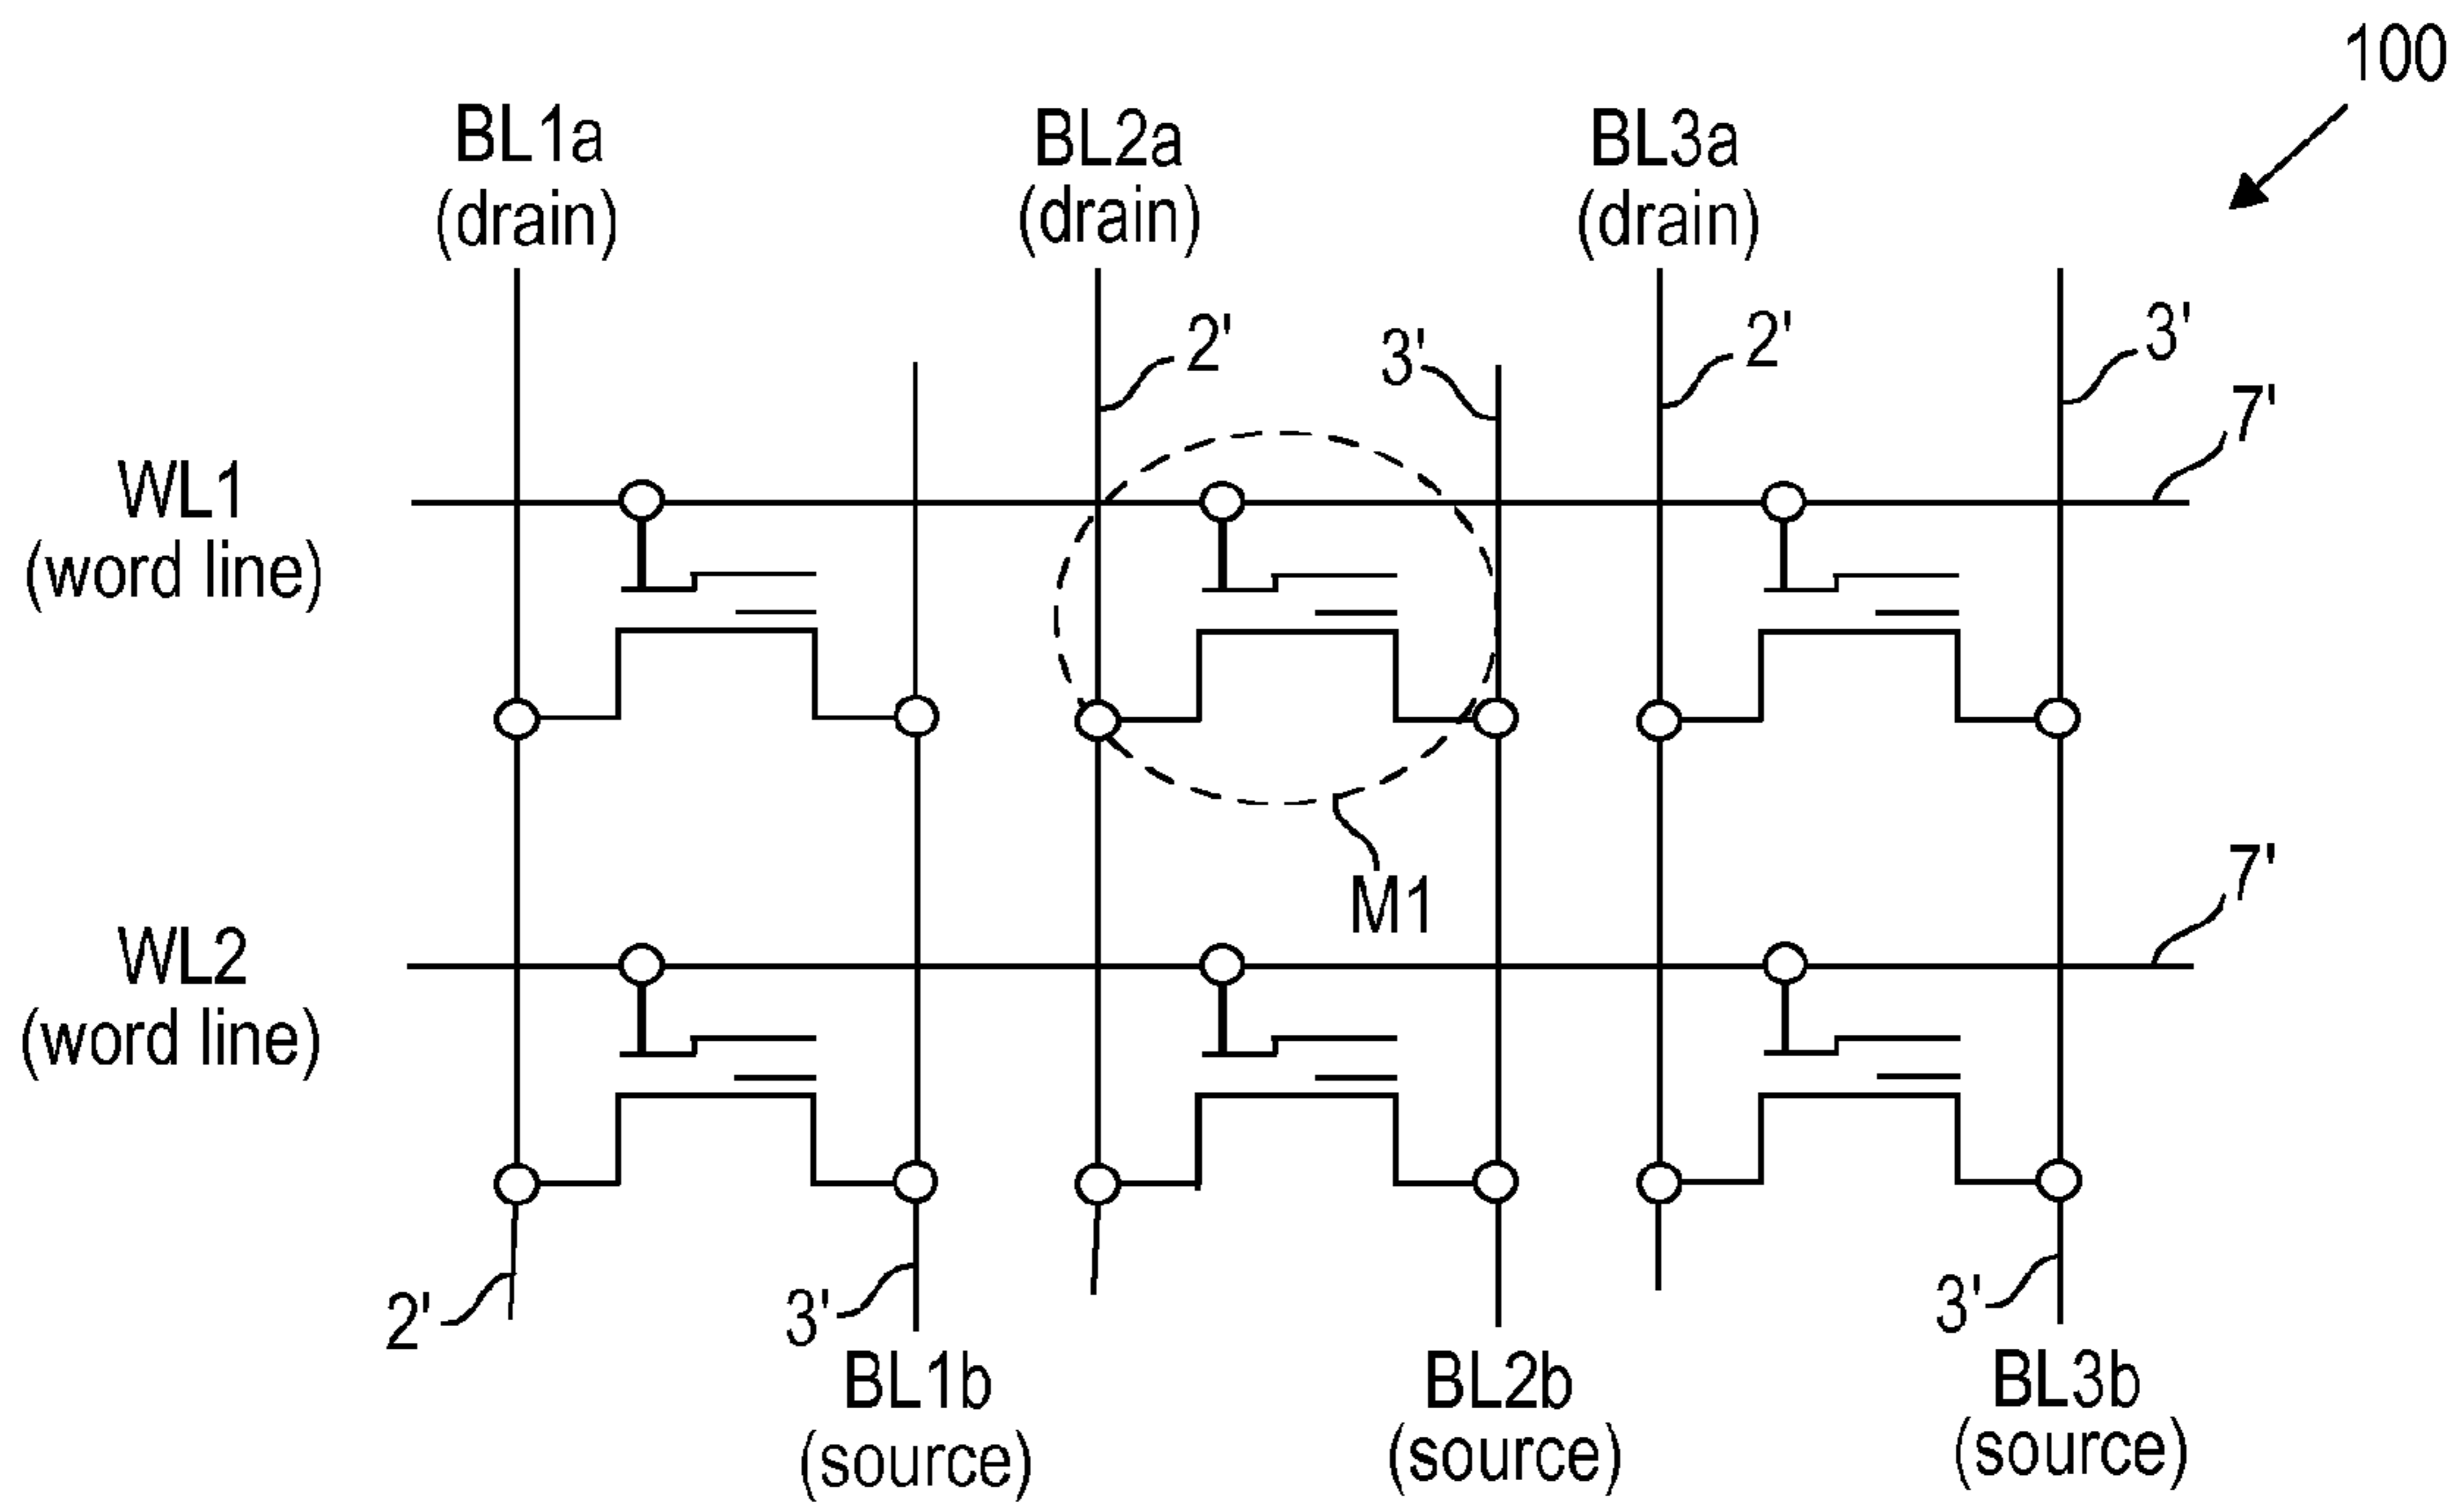 100
BL1a
(drain)
BL2a
(drain)
BL3a
(drain)
2'
3'
2'
3'
7'
WL1
(word line)
M1
7'
WL2
(word line)
2'
3'
3'
BL1b
(source)
BL2b
(source)
BL3b
(source)